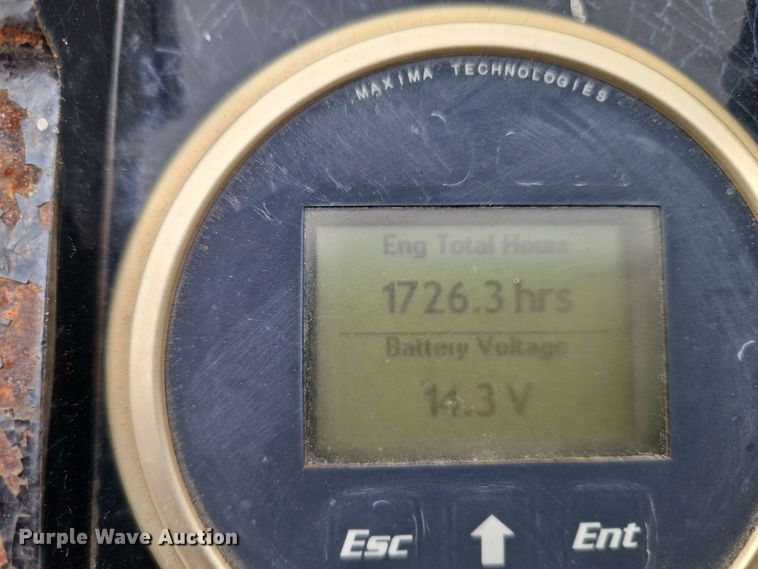 MAXIMA TECHNOLOGIES
Eng Total Hours
1726.3 hrs
Battery Voltage
14.3 V
Esc Ent
Purple Wave Auction